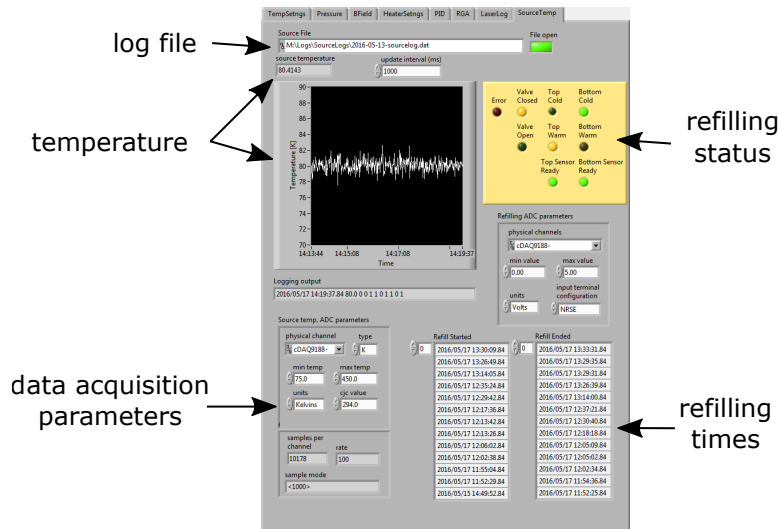 TempSetngs Pressure BField HeaterSetngs PID RGA LaserLog SourceTemp
log file
Source File
M:\Logs\SourceLogs\2016-05-13-sourcelog.dat
File open
source temperature
80.4143
update interval (ms)
1000
temperature
Temperature [K]
90
88
86
84
82
80
78
76
74
72
70
14:13:44 14:15:08 14:17:08 14:19:37
Time
Error
Valve Closed
Top Cold
Bottom Cold
Valve Open
Top Warm
Bottom Warm
Top Sensor Ready
Bottom Sensor Ready
refilling
status
Refilling ADC parameters
physical channels
cDAQ9188-
min value max value
0.00 5.00
units
Volts
input terminal
configuration
NRSE
Logging output
2016/05/17 14:19:37.84 80.0 0 0 1 1 0 1 1 0 1
Source temp. ADC parameters
physical channel type
cDAQ9188- K
min temp max temp
75.0 450.0
units cjc value
Kelvins 294.0
data acquisition
parameters
samples per
channel
rate
10178 100
sample mode
<1000>
Refill Started
0
2016/05/17 13:30:09.84
2016/05/17 13:26:49.84
2016/05/17 13:14:05.84
2016/05/17 12:35:24.84
2016/05/17 12:29:42.84
2016/05/17 12:17:36.84
2016/05/17 12:13:42.84
2016/05/17 12:13:26.84
2016/05/17 12:06:02.84
2016/05/17 12:02:38.84
2016/05/17 11:55:04.84
2016/05/17 11:52:29.84
2016/05/15 14:49:52.84
Refill Ended
0
2016/05/17 13:33:31.84
2016/05/17 13:29:35.84
2016/05/17 13:29:31.84
2016/05/17 13:26:39.84
2016/05/17 13:14:00.84
2016/05/17 12:37:21.84
2016/05/17 12:30:40.84
2016/05/17 12:18:18.84
2016/05/17 12:05:09.84
2016/05/17 12:05:02.84
2016/05/17 12:02:34.84
2016/05/17 11:54:36.84
2016/05/17 11:52:25.84
refilling
times